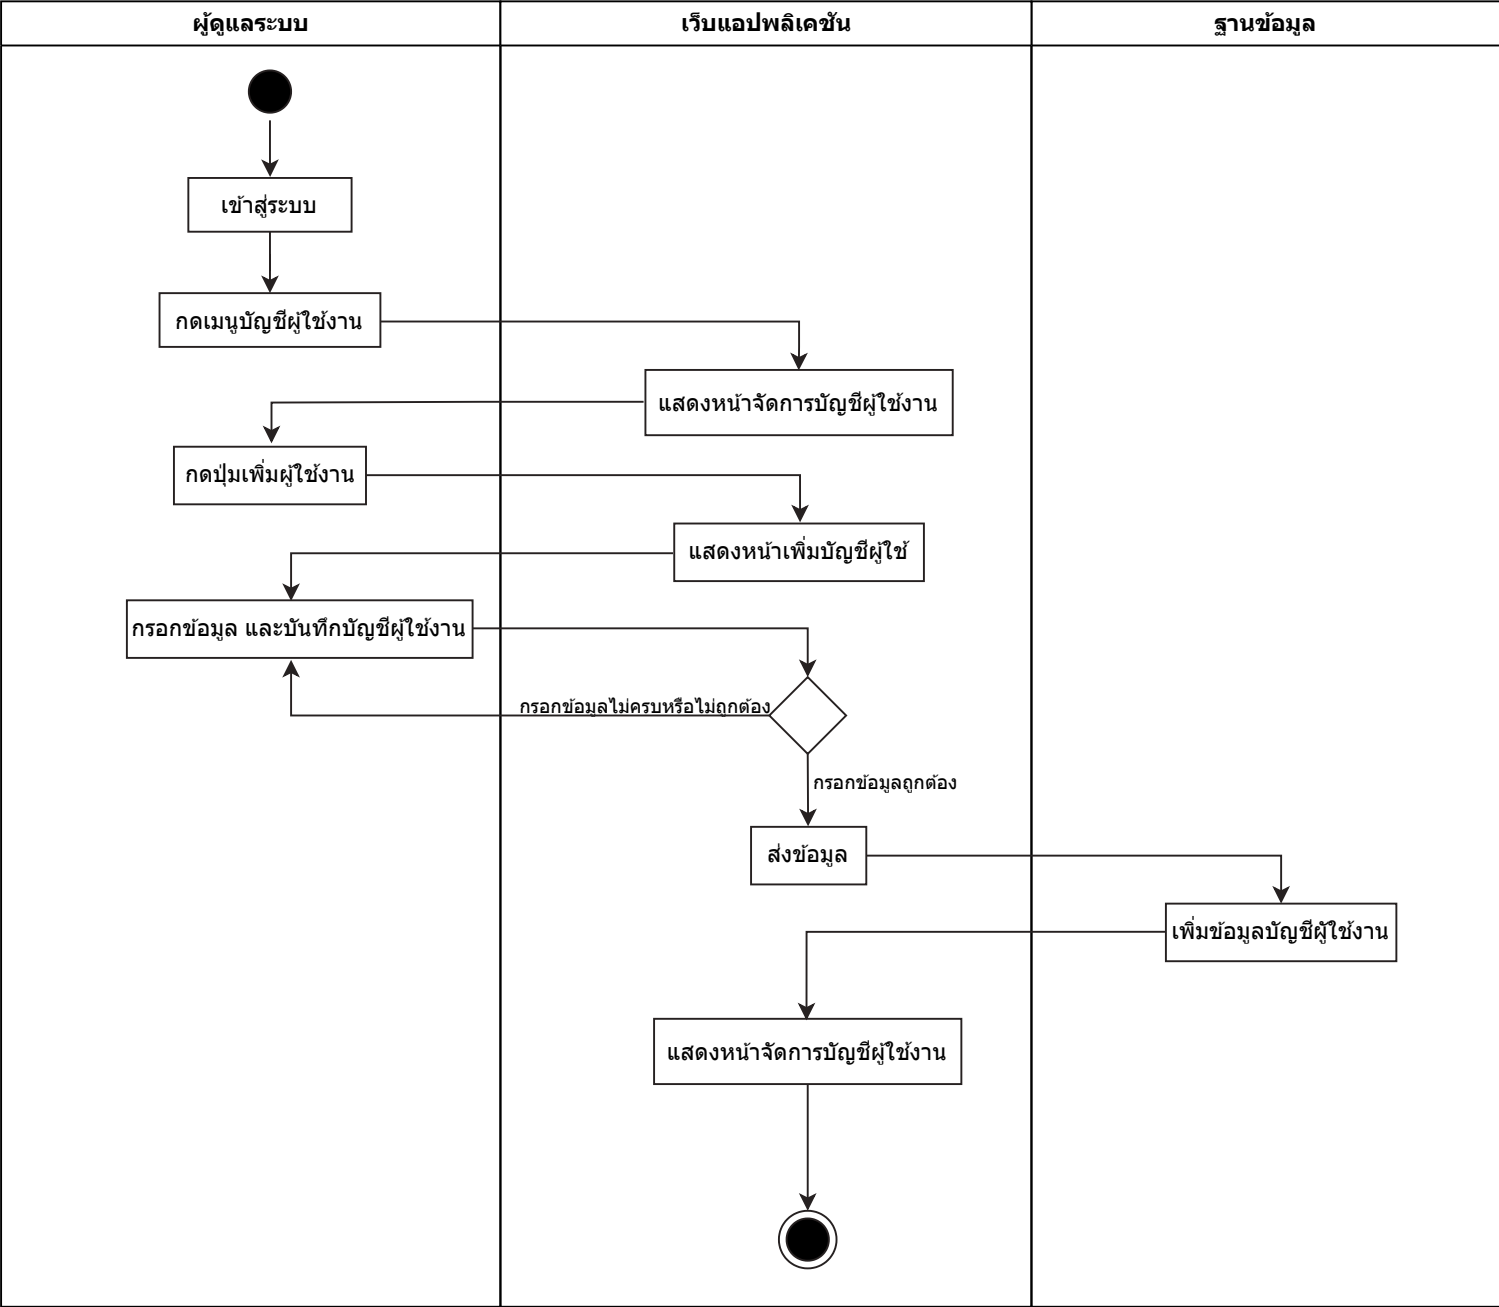 ผู้ดูแลระบบ
เว็บแอปพลิเคชัน
ฐานข้อมูล
เข้าสู่ระบบ
กดเมนูบัญชีผู้ใช้งาน
แสดงหน้าจัดการบัญชีผู้ใช้งาน
กดปุ่มเพิ่มผู้ใช้งาน
แสดงหน้าเพิ่มบัญชีผู้ใช้
กรอกข้อมูล และบันทึกบัญชีผู้ใช้งาน
กรอกข้อมูลไม่ครบหรือไม่ถูกต้อง
กรอกข้อมูลถูกต้อง
ส่งข้อมูล
เพิ่มข้อมูลบัญชีผู้ใช้งาน
แสดงหน้าจัดการบัญชีผู้ใช้งาน